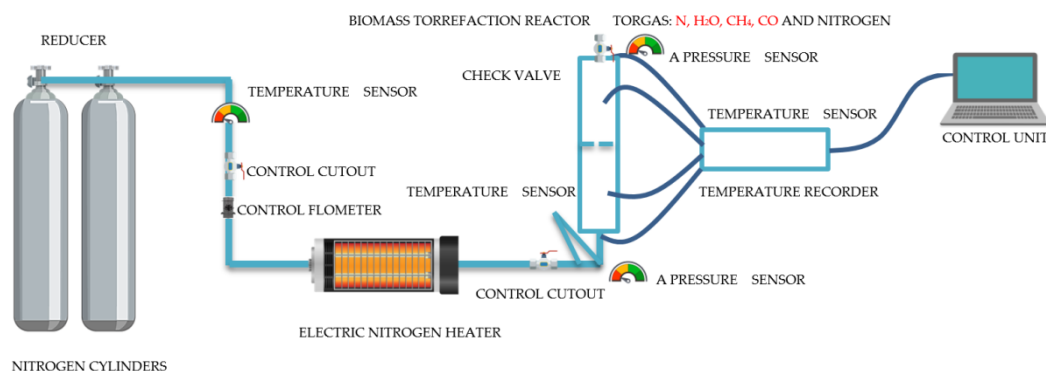 BIOMASS TORREFACTION REACTOR
TORGAS: N, H₂O, CH₄, CO AND NITROGEN
REDUCER
A PRESSURE SENSOR
CHECK VALVE
TEMPERATURE SENSOR
TEMPERATURE SENSOR
CONTROL UNIT
CONTROL CUTOUT
TEMPERATURE SENSOR
TEMPERATURE RECORDER
CONTROL FLOMETER
A PRESSURE SENSOR
CONTROL CUTOUT
ELECTRIC NITROGEN HEATER
NITROGEN CYLINDERS